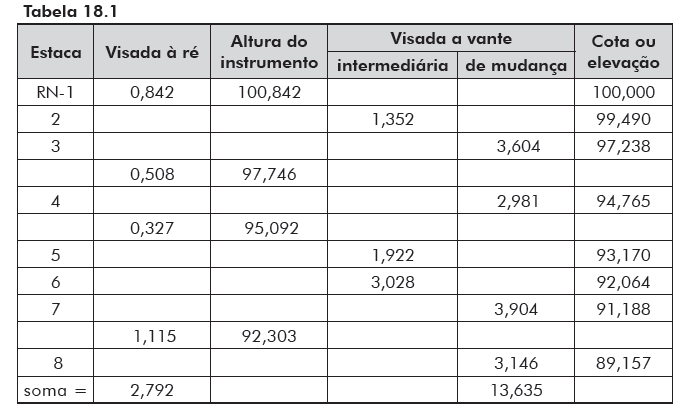 Tabela 18.1
Estaca Visada à ré Altura do instrumento Visada a vante Cota ou elevação
intermediária de mudança
RN-1 0,842 100,842 100,000
2 1,352 99,490
3 3,604 97,238
0,508 97,746
4 2,981 94,765
0,327 95,092
5 1,922 93,170
6 3,028 92,064
7 3,904 91,188
1,115 92,303
8 3,146 89,157
soma = 2,792 13,635